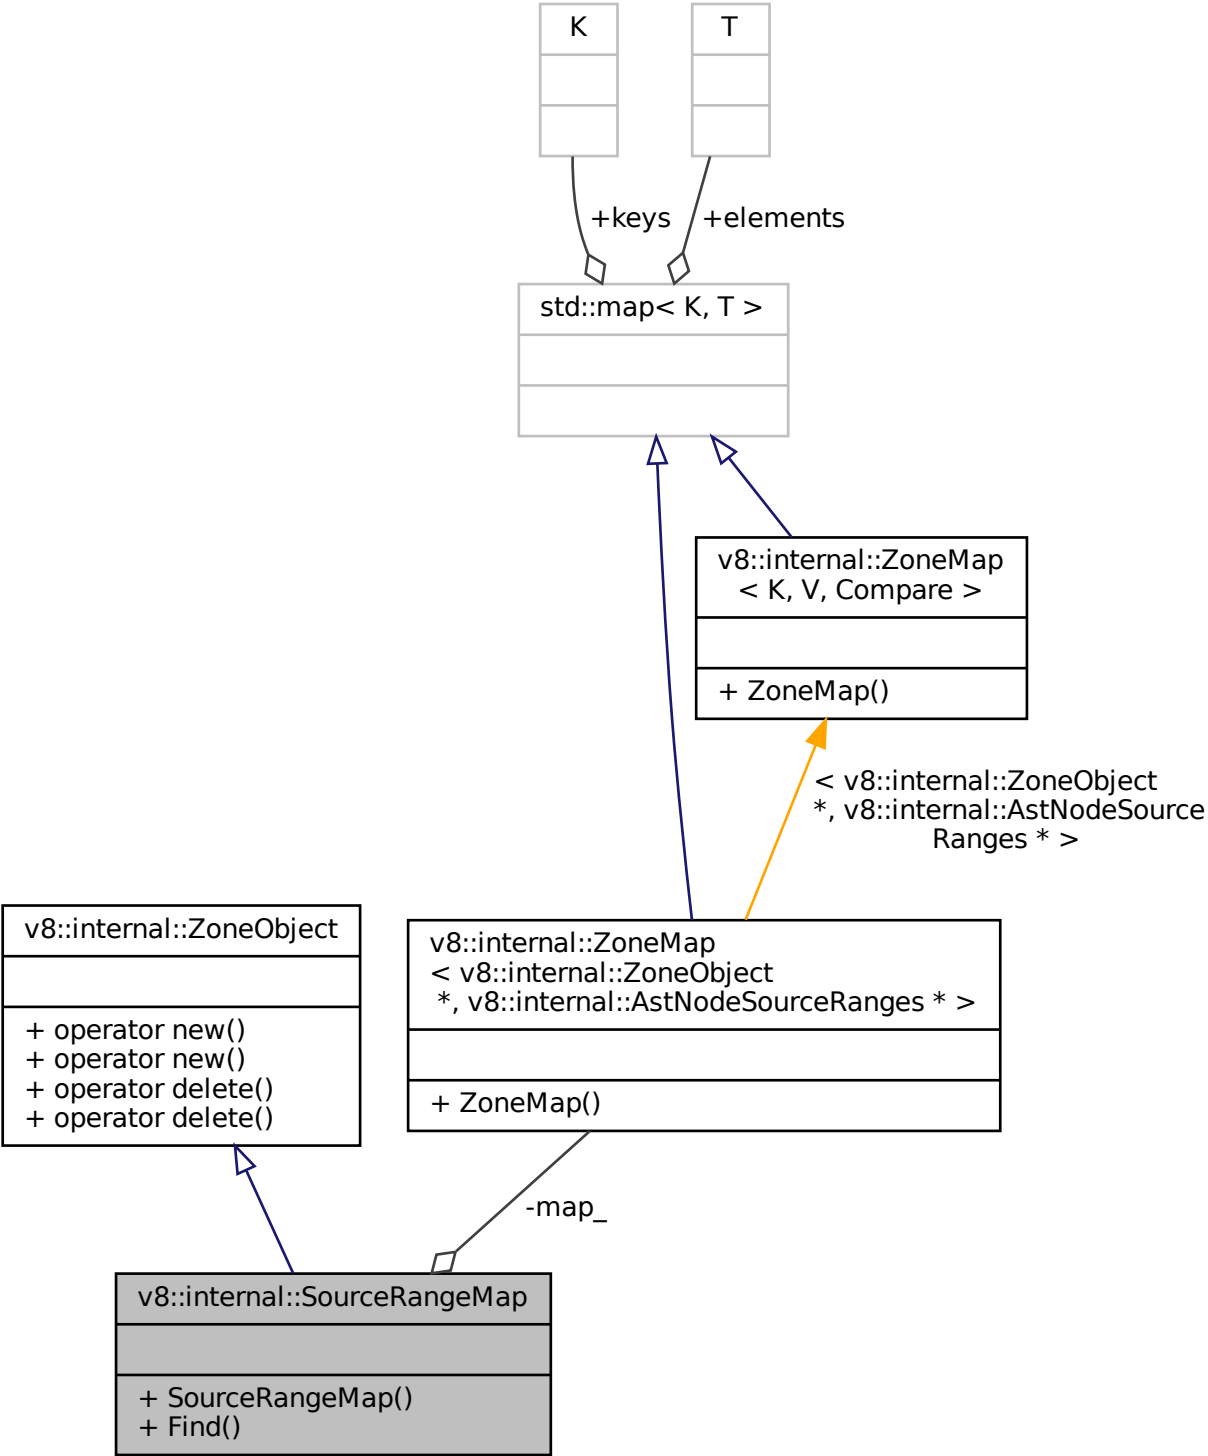 K
T
+keys
+elements
std::map< K, T >
v8::internal::ZoneMap
< K, V, Compare >
+ ZoneMap()
< v8::internal::ZoneObject
*, v8::internal::AstNodeSource
Ranges * >
v8::internal::ZoneObject
+ operator new()
+ operator new()
+ operator delete()
+ operator delete()
v8::internal::ZoneMap
< v8::internal::ZoneObject
*, v8::internal::AstNodeSourceRanges * >
+ ZoneMap()
-map_
v8::internal::SourceRangeMap
+ SourceRangeMap()
+ Find()